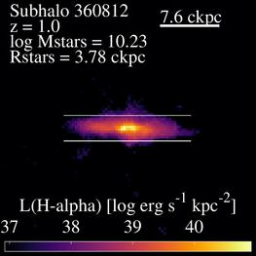 Subhalo 360812
7.6 ckpc
z = 1.0
log Mstars = 10.23
Rstars = 3.78 ckpc
L(H-alpha) [log erg s⁻¹ kpc⁻²]
37 38 39 40